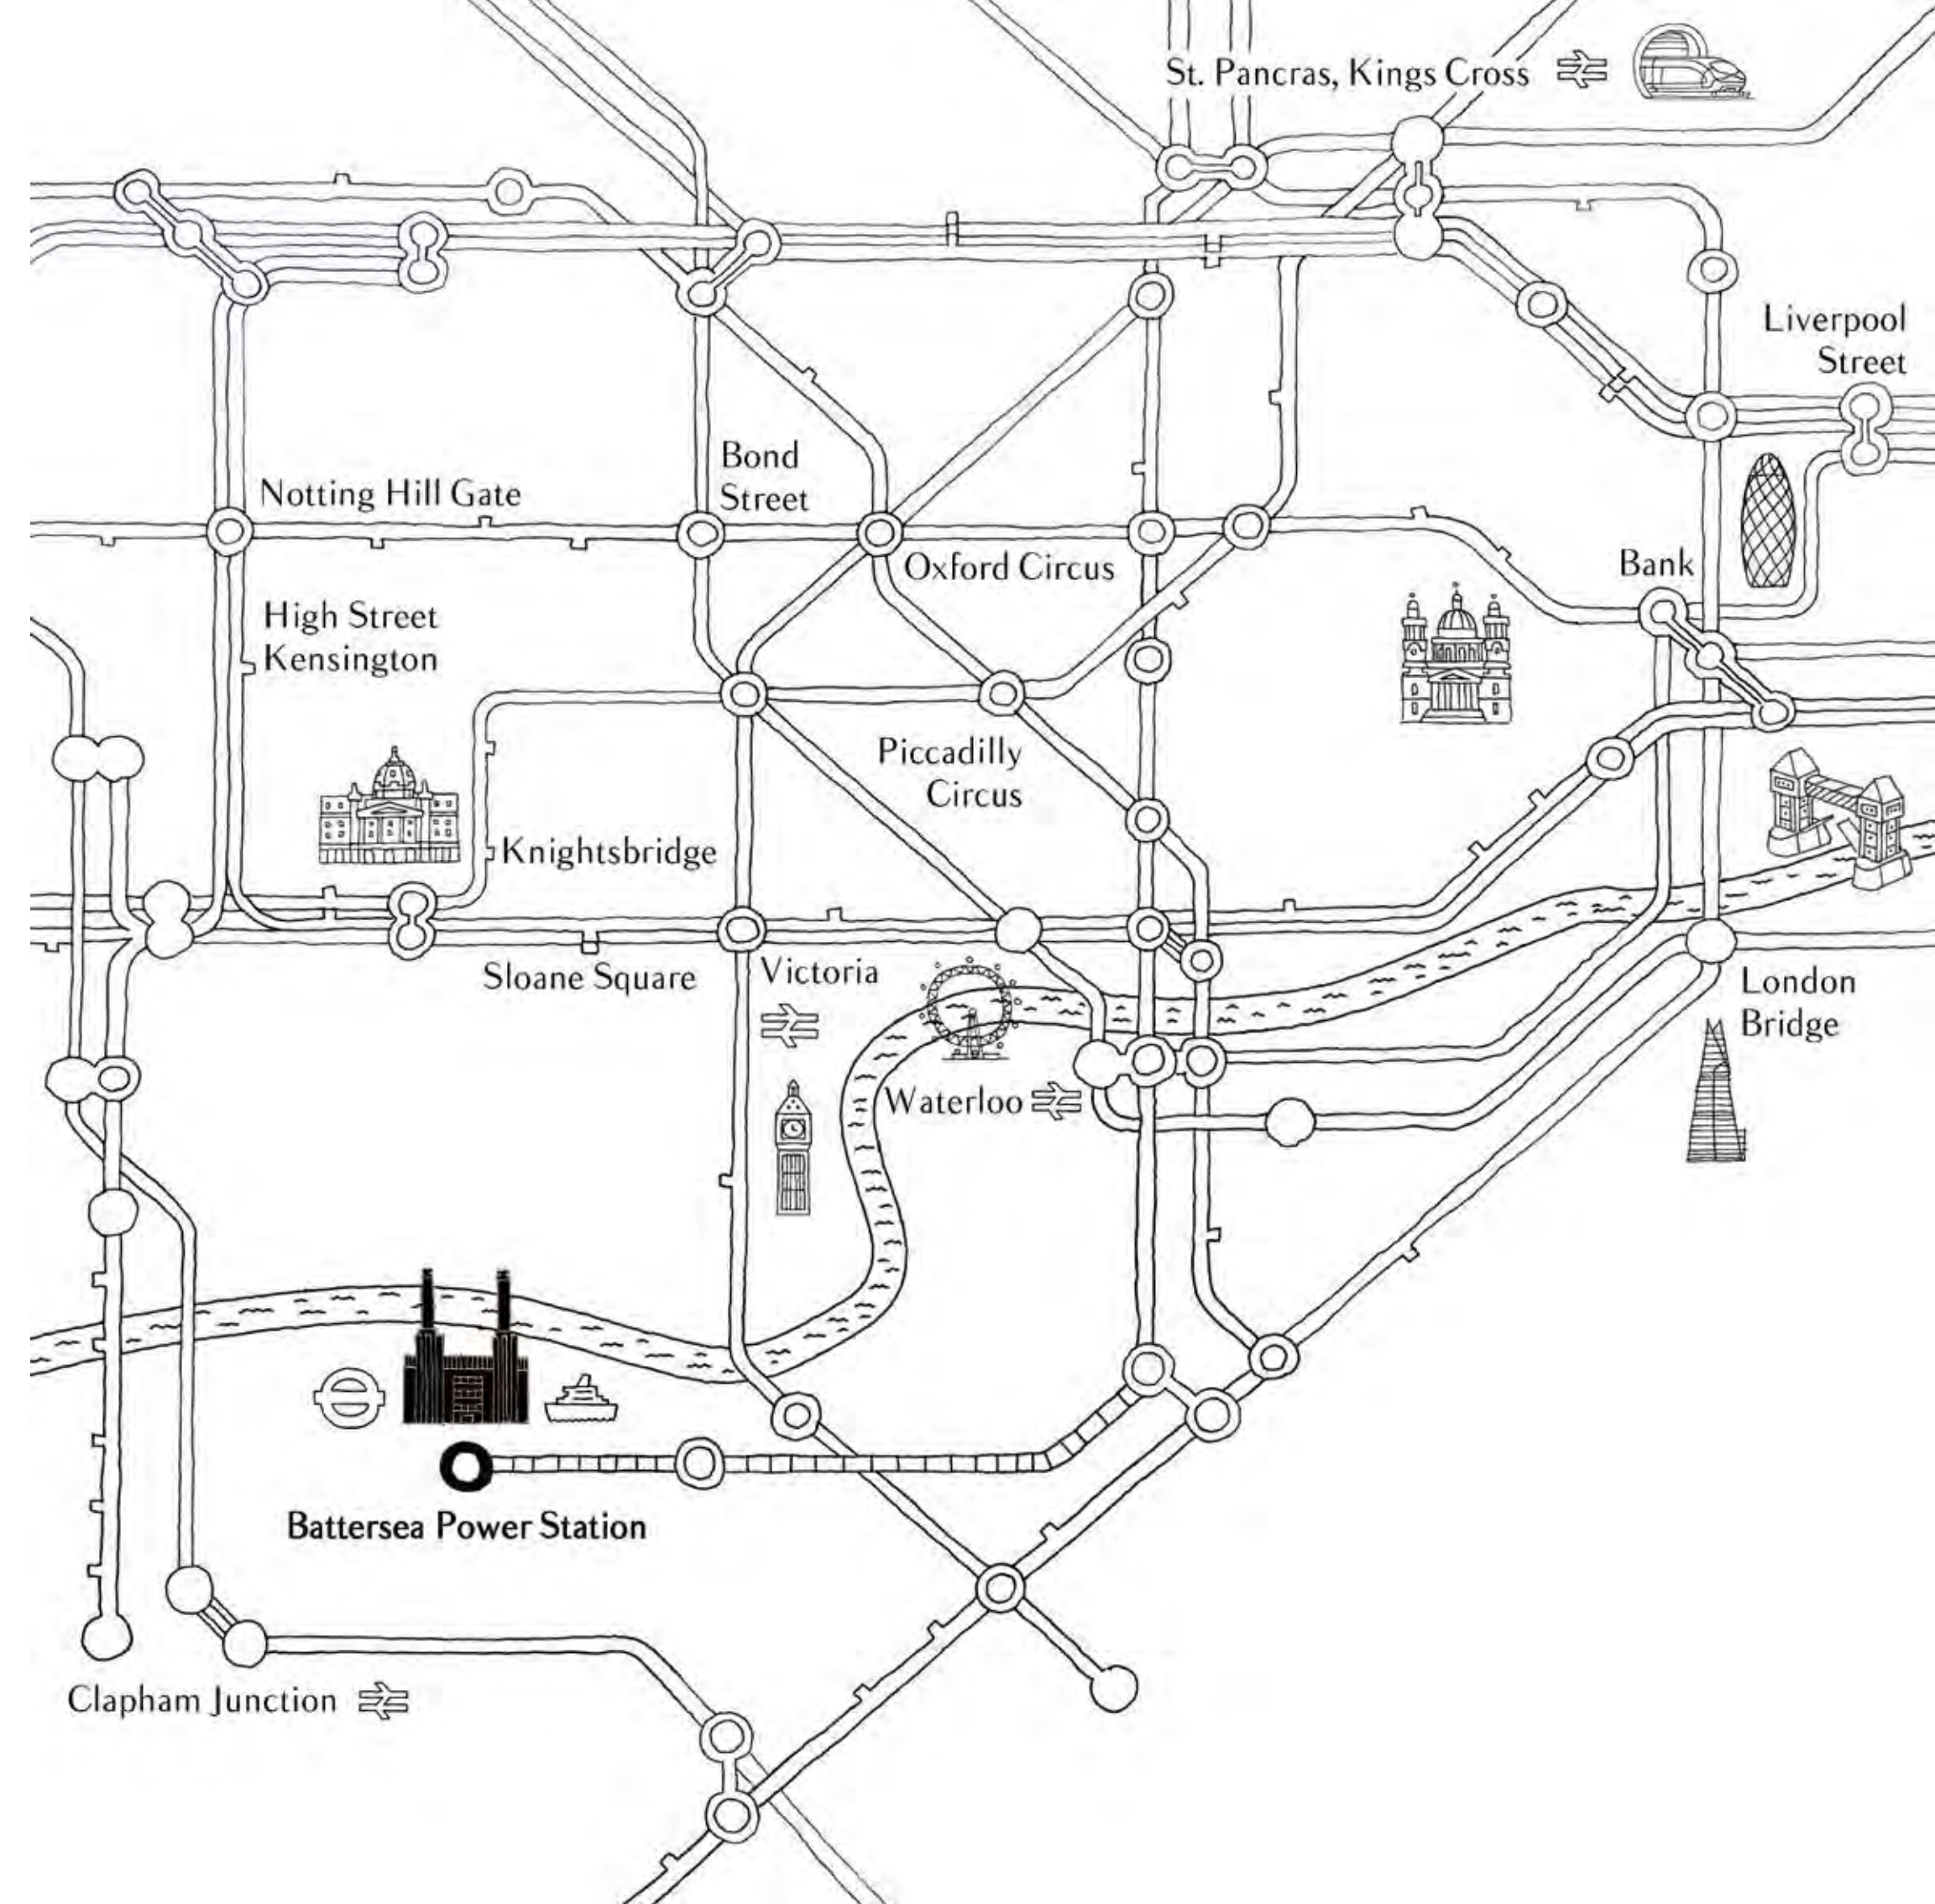 St. Pancras, Kings Cross
Liverpool
Street
Bond
Street
Notting Hill Gate
Oxford Circus
Bank
High Street
Kensington
Piccadilly
Circus
Knightsbridge
Sloane Square
Victoria
London
Bridge
Waterloo
Battersea Power Station
Clapham Junction